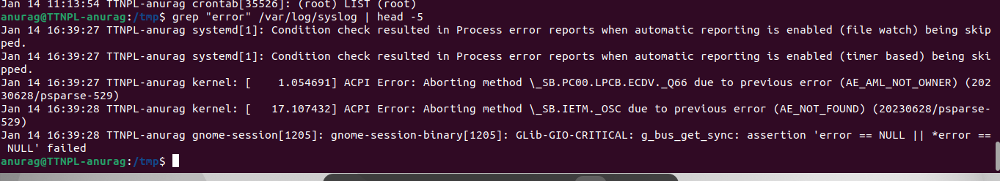 Jan 14 11:13:54 TTNPL-anurag crontab[35526]: (root) LIST (root)
anurag@TTNPL-anurag:/tmp$ grep "error" /var/log/syslog | head -5
Jan 14 16:39:27 TTNPL-anurag systemd[1]: Condition check resulted in Process error reports when automatic reporting is enabled (file watch) being skip
ped.
Jan 14 16:39:27 TTNPL-anurag systemd[1]: Condition check resulted in Process error reports when automatic reporting is enabled (timer based) being ski
pped.
Jan 14 16:39:27 TTNPL-anurag kernel: [    1.054691] ACPI Error: Aborting method \_SB.PC00.LPCB.ECDV._Q66 due to previous error (AE_AML_NOT_OWNER) (202
30628/psparse-529)
Jan 14 16:39:28 TTNPL-anurag kernel: [   17.107432] ACPI Error: Aborting method \_SB.IETM._OSC due to previous error (AE_NOT_FOUND) (20230628/psparse-
529)
Jan 14 16:39:28 TTNPL-anurag gnome-session[1205]: gnome-session-binary[1205]: GLib-GIO-CRITICAL: g_bus_get_sync: assertion 'error == NULL || *error ==
 NULL' failed
anurag@TTNPL-anurag:/tmp$